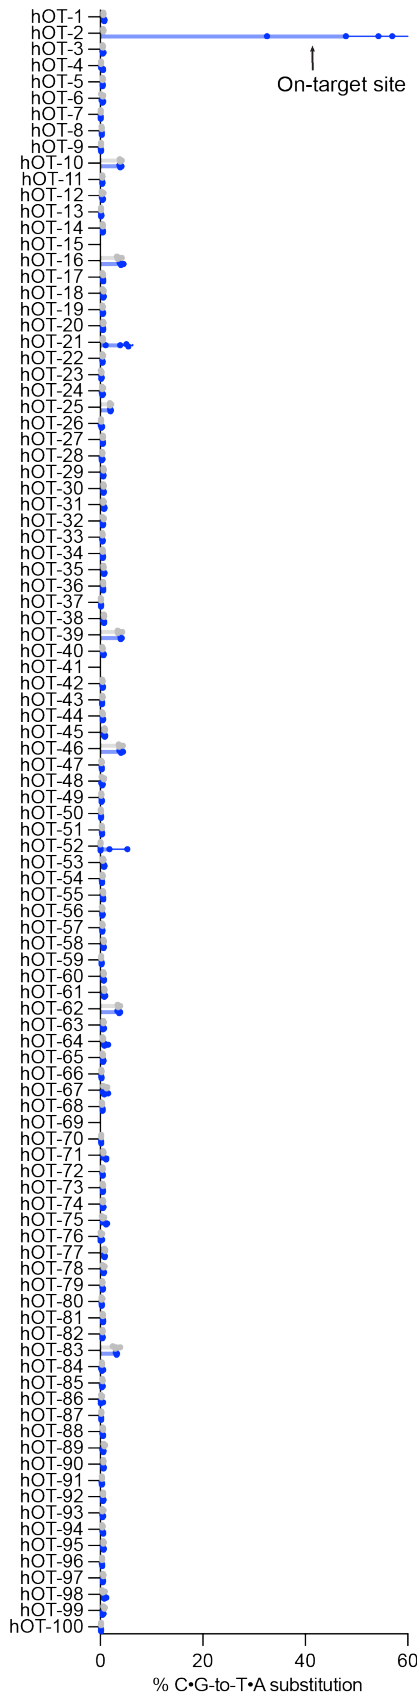 hOT-1
hOT-2
hOT-3
On-target site
hOT-4
hOT-5
hOT-6
hOT-7
hOT-8
hOT-9
hOT-10
hOT-11
hOT-12
hOT-13
hOT-14
hOT-15
hOT-16
hOT-17
hOT-18
hOT-19
hOT-20
hOT-21
hOT-22
hOT-23
hOT-24
hOT-25
hOT-26
hOT-27
hOT-28
hOT-29
hOT-30
hOT-31
hOT-32
hOT-33
hOT-34
hOT-35
hOT-36
hOT-37
hOT-38
hOT-39
hOT-40
hOT-41
hOT-42
hOT-43
hOT-44
hOT-45
hOT-46
hOT-47
hOT-48
hOT-49
hOT-50
hOT-51
hOT-52
hOT-53
hOT-54
hOT-55
hOT-56
hOT-57
hOT-58
hOT-59
hOT-60
hOT-61
hOT-62
hOT-63
hOT-64
hOT-65
hOT-66
hOT-67
hOT-68
hOT-69
hOT-70
hOT-71
hOT-72
hOT-73
hOT-74
hOT-75
hOT-76
hOT-77
hOT-78
hOT-79
hOT-80
hOT-81
hOT-82
hOT-83
hOT-84
hOT-85
hOT-86
hOT-87
hOT-88
hOT-89
hOT-90
hOT-91
hOT-92
hOT-93
hOT-94
hOT-95
hOT-96
hOT-97
hOT-98
hOT-99
hOT-100
0 20 40 60
% C•G-to-T•A substitution